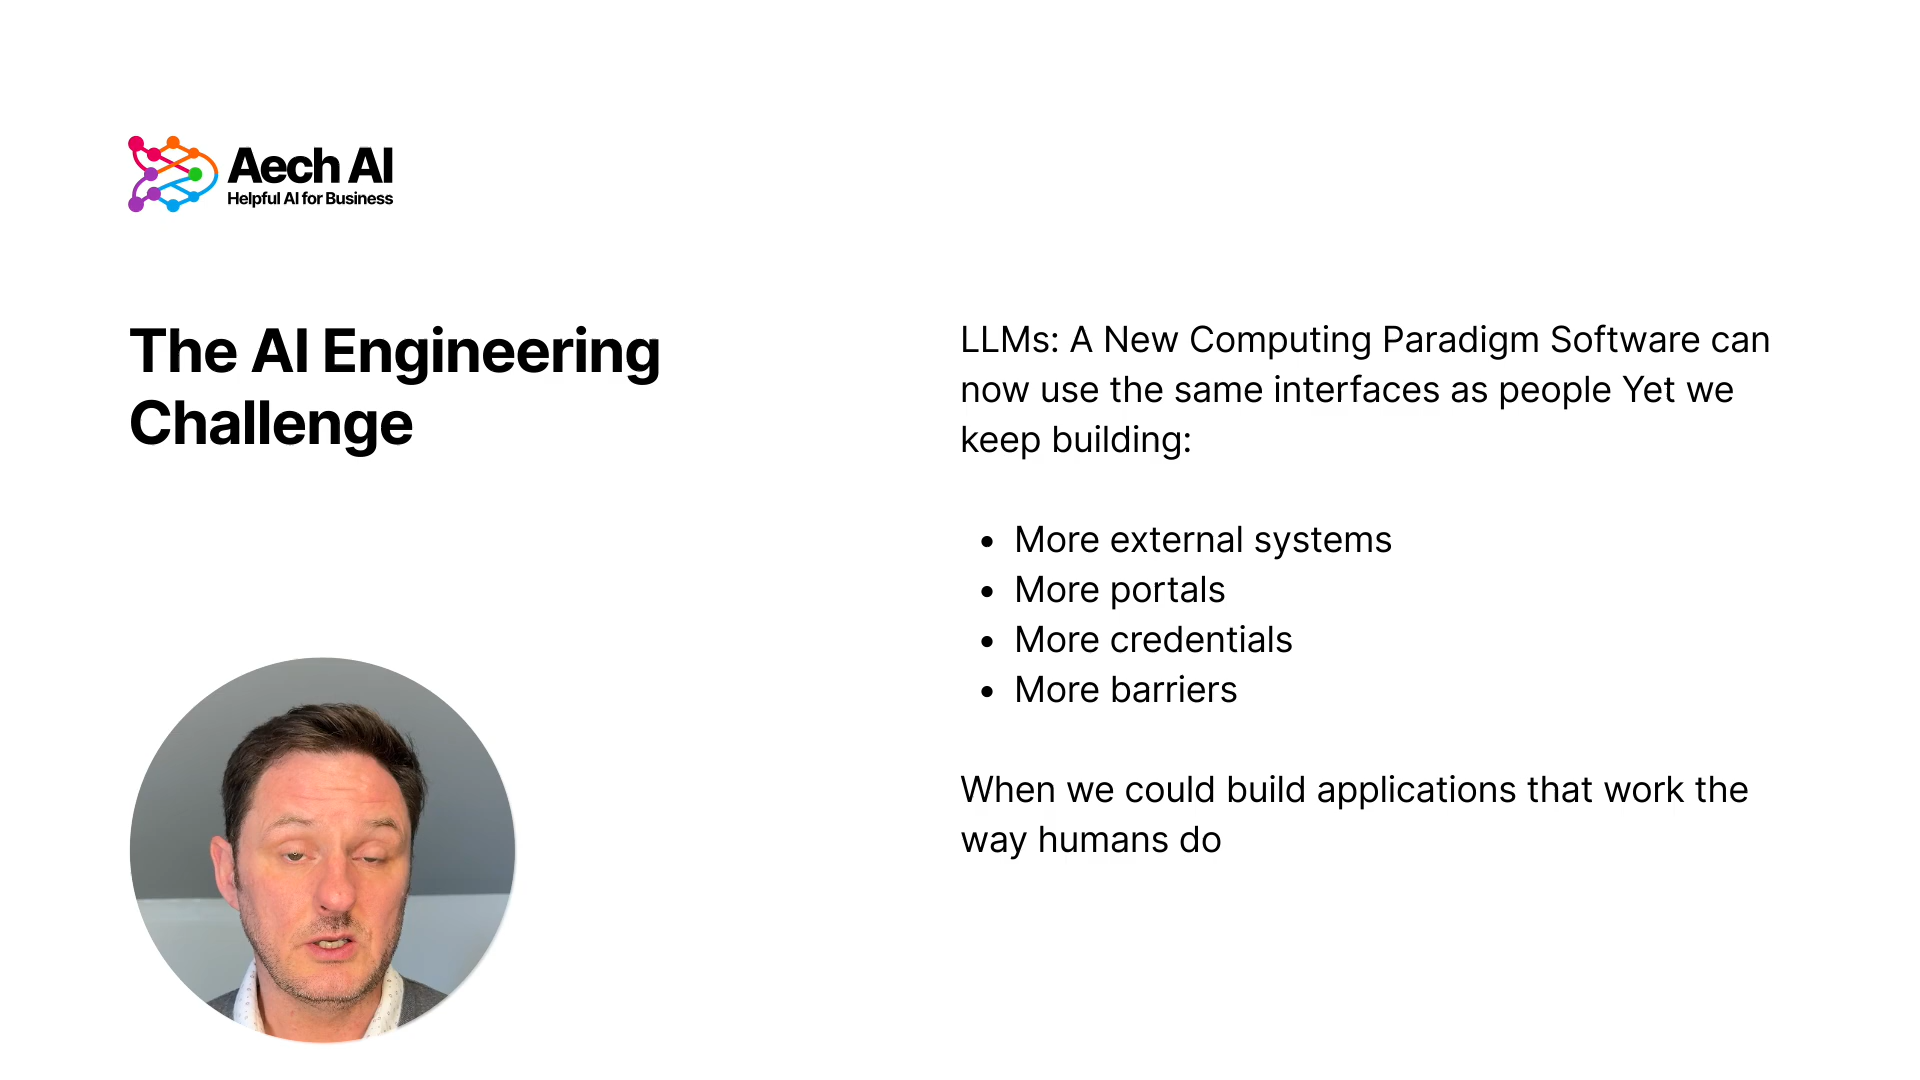 Aech AI
Helpful AI for Business
The AI Engineering
Challenge
LLMs: A New Computing Paradigm Software can
now use the same interfaces as people Yet we
keep building:
• More external systems
• More portals
• More credentials
• More barriers
When we could build applications that work the
way humans do